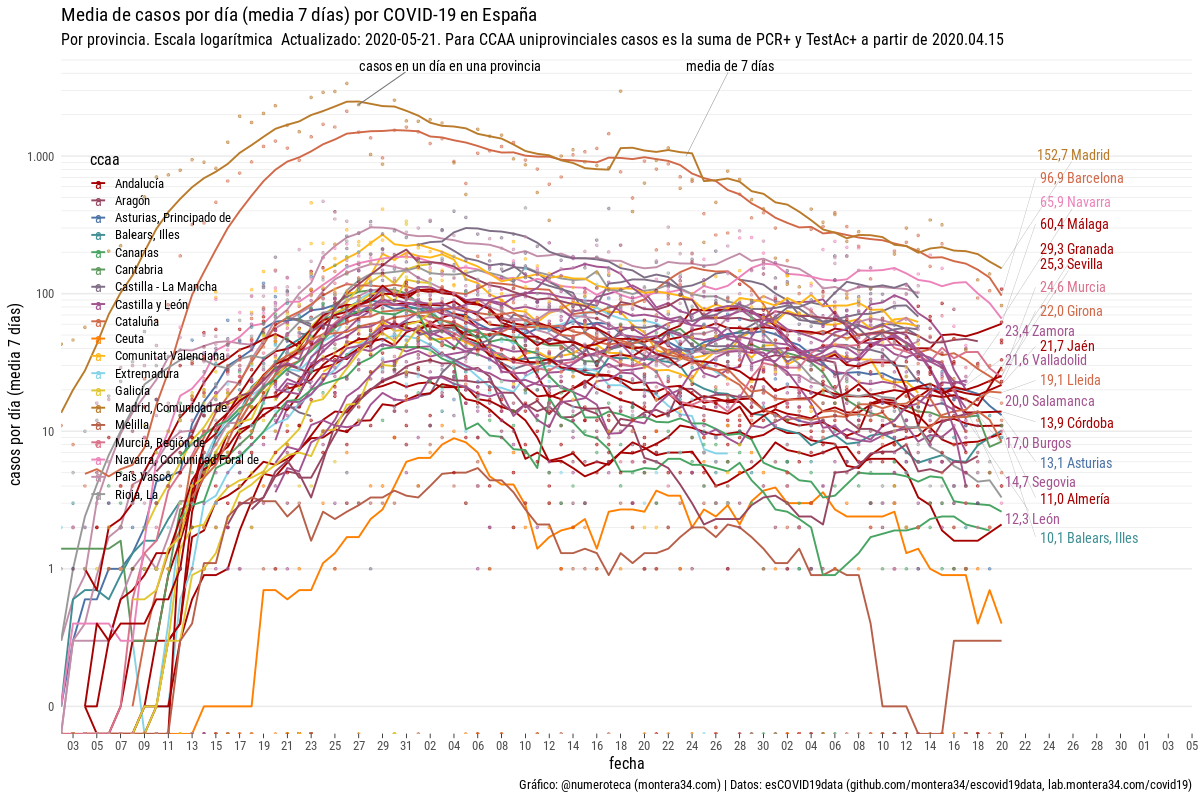 Media de casos por día (media 7 días) por COVID-19 en España
Por provincia. Escala logarítmica  Actualizado: 2020-05-21. Para CCAA uniprovinciales casos es la suma de PCR+ y TestAc+ a partir de 2020.04.15
casos en un día en una provincia
media de 7 días
casos por día (media 7 días)
1.000
100
10
1
0
ccaa
Andalucía
Aragón
Asturias, Principado de
Balears, Illes
Canarias
Cantabria
Castilla - La Mancha
Castilla y León
Cataluña
Ceuta
Comunitat Valenciana
Extremadura
Galicia
Madrid, Comunidad de
Melilla
Murcia, Región de
Navarra, Comunidad Foral de
País Vasco
Rioja, La
152,7 Madrid
96,9 Barcelona
65,9 Navarra
60,4 Málaga
29,3 Granada
25,3 Sevilla
24,6 Murcia
22,0 Girona
23,4 Zamora
21,7 Jaén
21,6 Valladolid
19,1 Lleida
20,0 Salamanca
13,9 Córdoba
17,0 Burgos
13,1 Asturias
14,7 Segovia
11,0 Almería
12,3 León
10,1 Balears, Illes
03 05 07 09 11 13 15 17 19 21 23 25 27 29 31 02 04 06 08 10 12 14 16 18 20 22 24 26 28 30 02 04 06 08 10 12 14 16 18 20 22 24 26 28 30 01 03 05
fecha
Gráfico: @numeroteca (montera34.com) | Datos: esCOVID19data (github.com/montera34/escovid19data, lab.montera34.com/covid19)